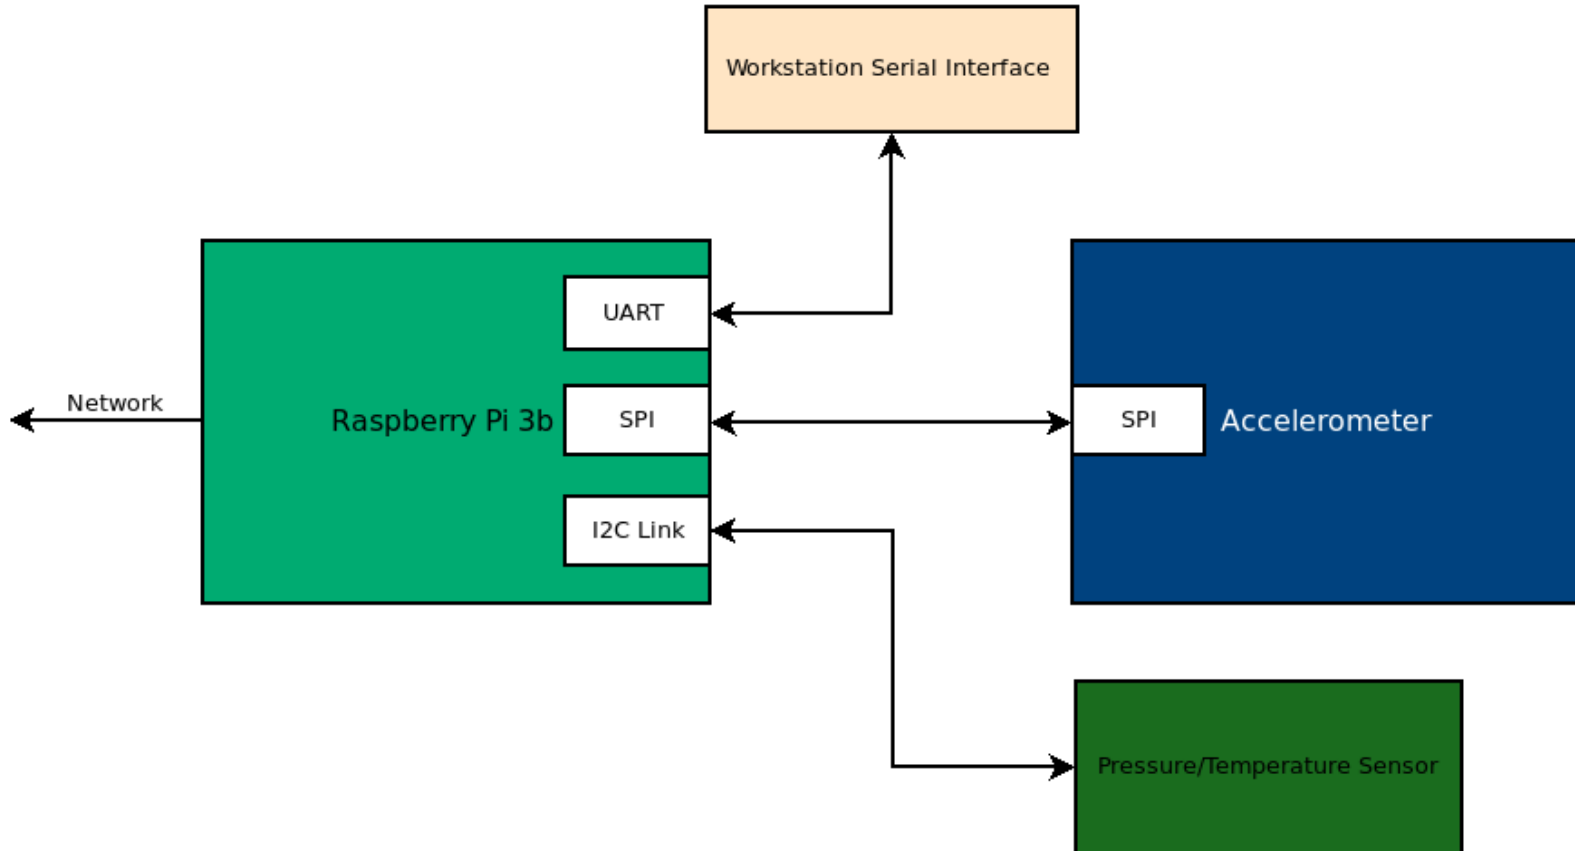 Workstation Serial Interface
UART
Network
Raspberry Pi 3b
SPI
SPI
Accelerometer
I2C Link
Pressure/Temperature Sensor